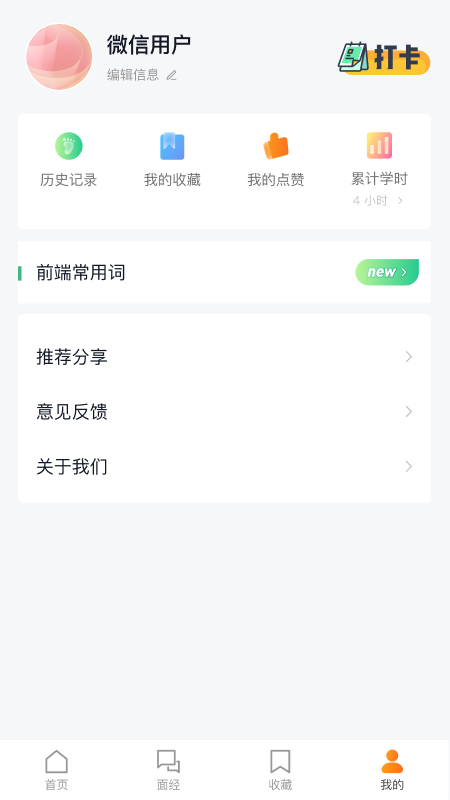 微信用户
编辑信息
打卡
历史记录
我的收藏
我的点赞
累计学时
4 小时
前端常用词
new
推荐分享
意见反馈
关于我们
首页
面经
收藏
我的